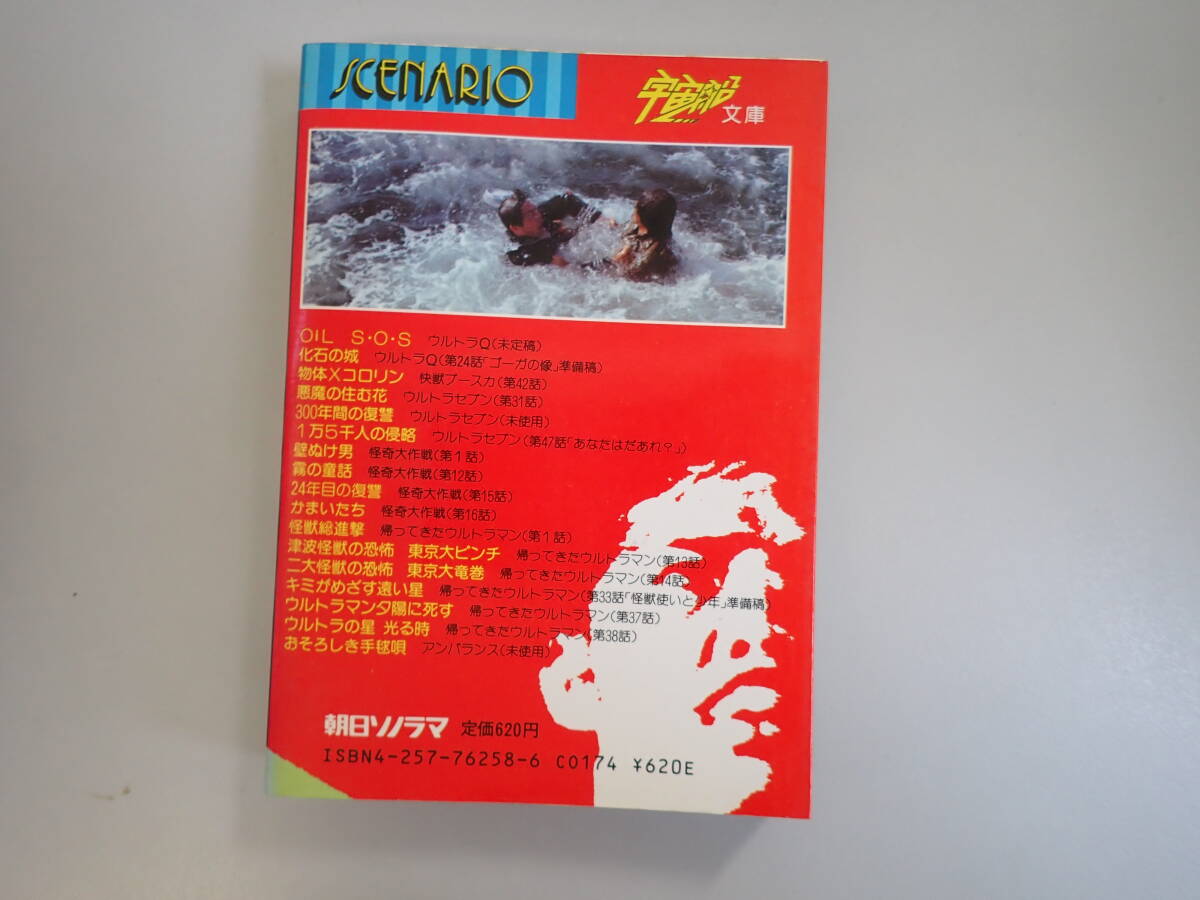 SCENARIO
宇宙船文庫
OIL S・O・S ウルトラQ(未定稿)
化石の城 ウルトラQ(第24話「ゴーガの像」準備稿)
物体Xコロリン 快獣ブースカ(第42話)
悪魔の住む花 ウルトラセブン(第31話)
300年間の復讐 ウルトラセブン(未使用)
1万5千人の侵略 ウルトラセブン(第47話「あなたはだあれ?」)
壁ぬけ男 怪奇大作戦(第1話)
霧の童話 怪奇大作戦(第12話)
24年目の復讐 怪奇大作戦(第15話)
かまいたち 怪奇大作戦(第16話)
怪獣総進撃 帰ってきたウルトラマン(第1話)
津波怪獣の恐怖 東京大ピンチ 帰ってきたウルトラマン(第13話)
二大怪獣の恐怖 東京大竜巻 帰ってきたウルトラマン(第14話)
キミがめざす遠い星 帰ってきたウルトラマン(第33話「怪獣使いと少年」準備稿)
ウルトラマン夕陽に死す 帰ってきたウルトラマン(第37話)
ウルトラの星 光る時 帰ってきたウルトラマン(第38話)
おそろしき手毬唄 アンバランス(未使用)
朝日ソノラマ 定価620円
ISBN4-257-76258-6 C0174 ¥620E